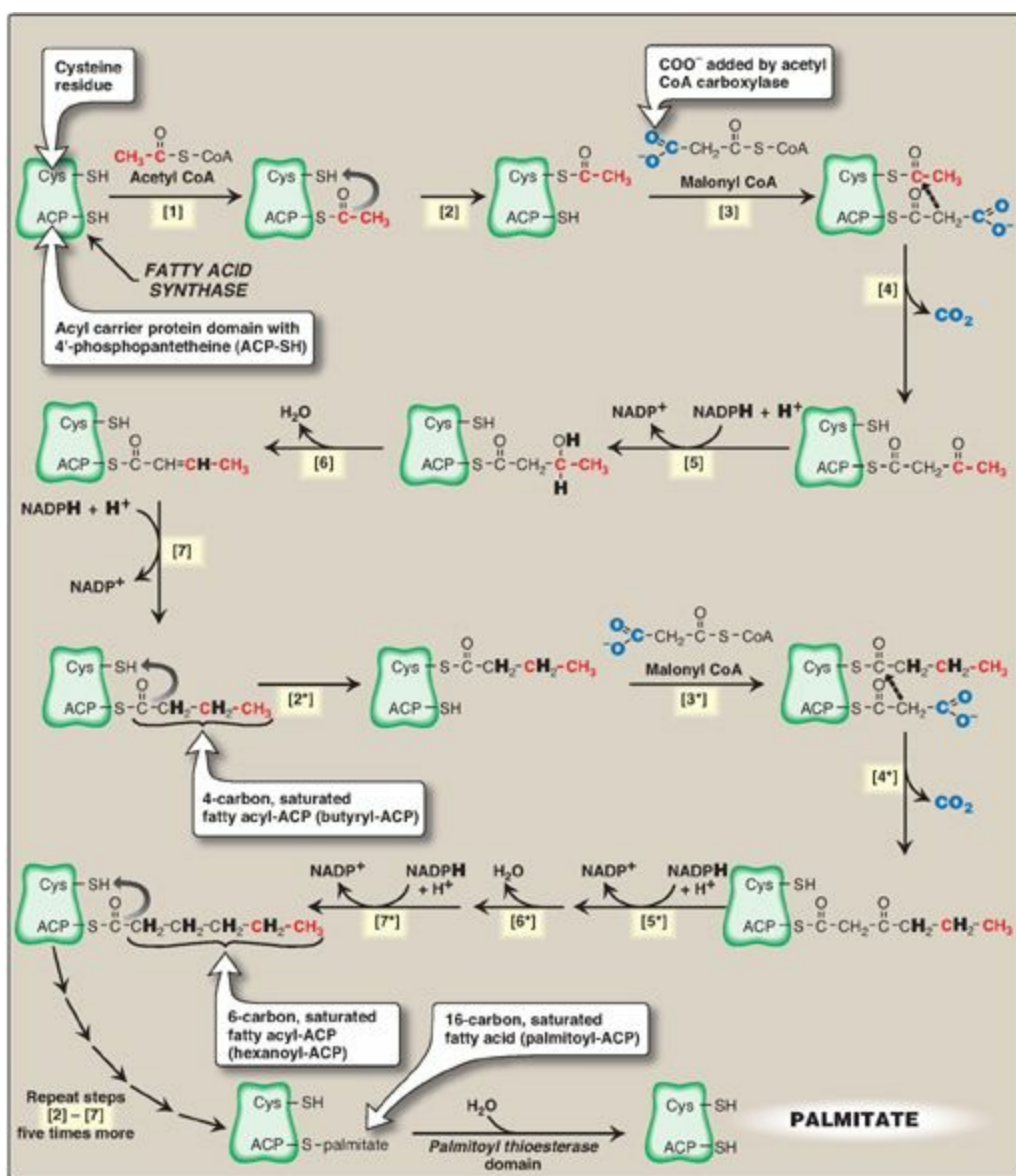 Cysteine
residue
COO⁻ added by acetyl
CoA carboxylase
Cys – SH
ACP – SH
CH₃–C–S–CoA
O
Acetyl CoA
[1]
Cys – SH
ACP – S–C–CH₃
O
[2]
Cys – S–C–CH₃
O
ACP – SH
O
⁻O
C–CH₂–C–S–CoA
O
Malonyl CoA
[3]
Cys – S–C–CH₃
O
ACP – S–C–CH₂–C
O
O
O⁻
FATTY ACID
SYNTHASE
Acyl carrier protein domain with
4'-phosphopantetheine (ACP-SH)
[4]
CO₂
Cys – SH
ACP – S–C–CH=CH–CH₃
O
H₂O
[6]
Cys – SH
ACP – S–C–CH₂–C–CH₃
O
OH
H
NADP⁺
NADPH + H⁺
[5]
Cys – SH
ACP – S–C–CH₂–C–CH₃
O
O
NADPH + H⁺
[7]
NADP⁺
Cys – SH
ACP – S–C–CH₂–CH₂–CH₃
O
[2*]
Cys – S–C–CH₂–CH₂–CH₃
O
ACP – SH
O
⁻O
C–CH₂–C–S–CoA
O
Malonyl CoA
[3*]
Cys – S–C–CH₂–CH₂–CH₃
O
ACP – S–C–CH₂–C
O
O
O⁻
4-carbon, saturated
fatty acyl-ACP (butyryl-ACP)
[4*]
CO₂
Cys – SH
ACP – S–C–CH₂–CH₂–CH₂–CH₂–CH₃
O
NADP⁺
NADPH
+ H⁺
[7*]
H₂O
[6*]
NADP⁺
NADPH
+ H⁺
[5*]
Cys – SH
ACP – S–C–CH₂–C–CH₂–CH₂–CH₃
O
O
6-carbon, saturated
fatty acyl-ACP
(hexanoyl-ACP)
16-carbon, saturated
fatty acid (palmitoyl-ACP)
Repeat steps
[2] – [7]
five times more
Cys – SH
ACP – S – palmitate
H₂O
Palmitoyl thioesterase
domain
Cys – SH
ACP – SH
PALMITATE